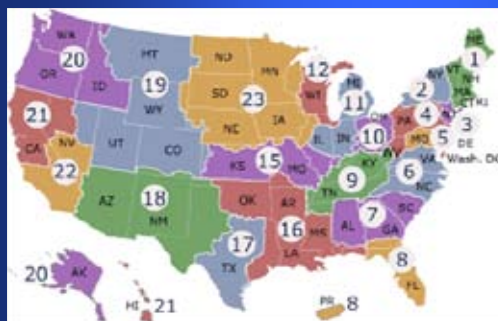 WA
ME
20
MT
ND
MN
VT
1
OR
ID
19
12
MI
NY
NH
2
MA
SD
WI
CT RI
21
WY
23
11
4
3
PA
NV
IA
OH
5
DE
CA
IL
IN
10
Wash. DC
22
UT
CO
KS
15
MO
WV
VA
6
KY
9
NC
AZ
18
OK
TN
NM
AR
SC
7
16
MS
AL
GA
17
TX
LA
8
FL
20
AK
HI
21
PR
8